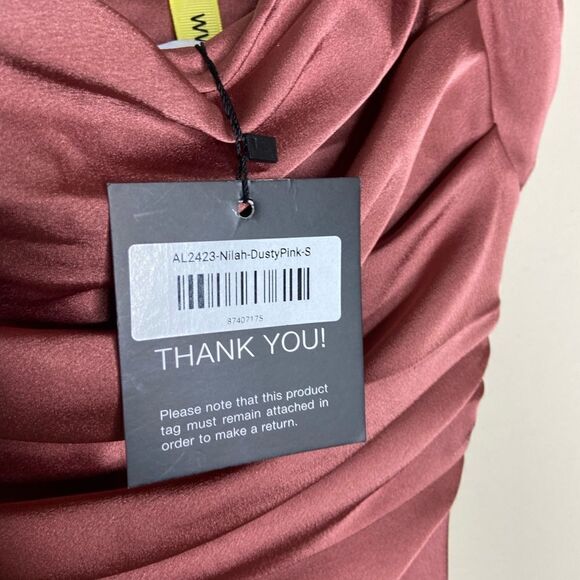 AL2423-Nilah-DustyPink-S
8740717S
THANK YOU!
Please note that this product
tag must remain attached in
order to make a return.